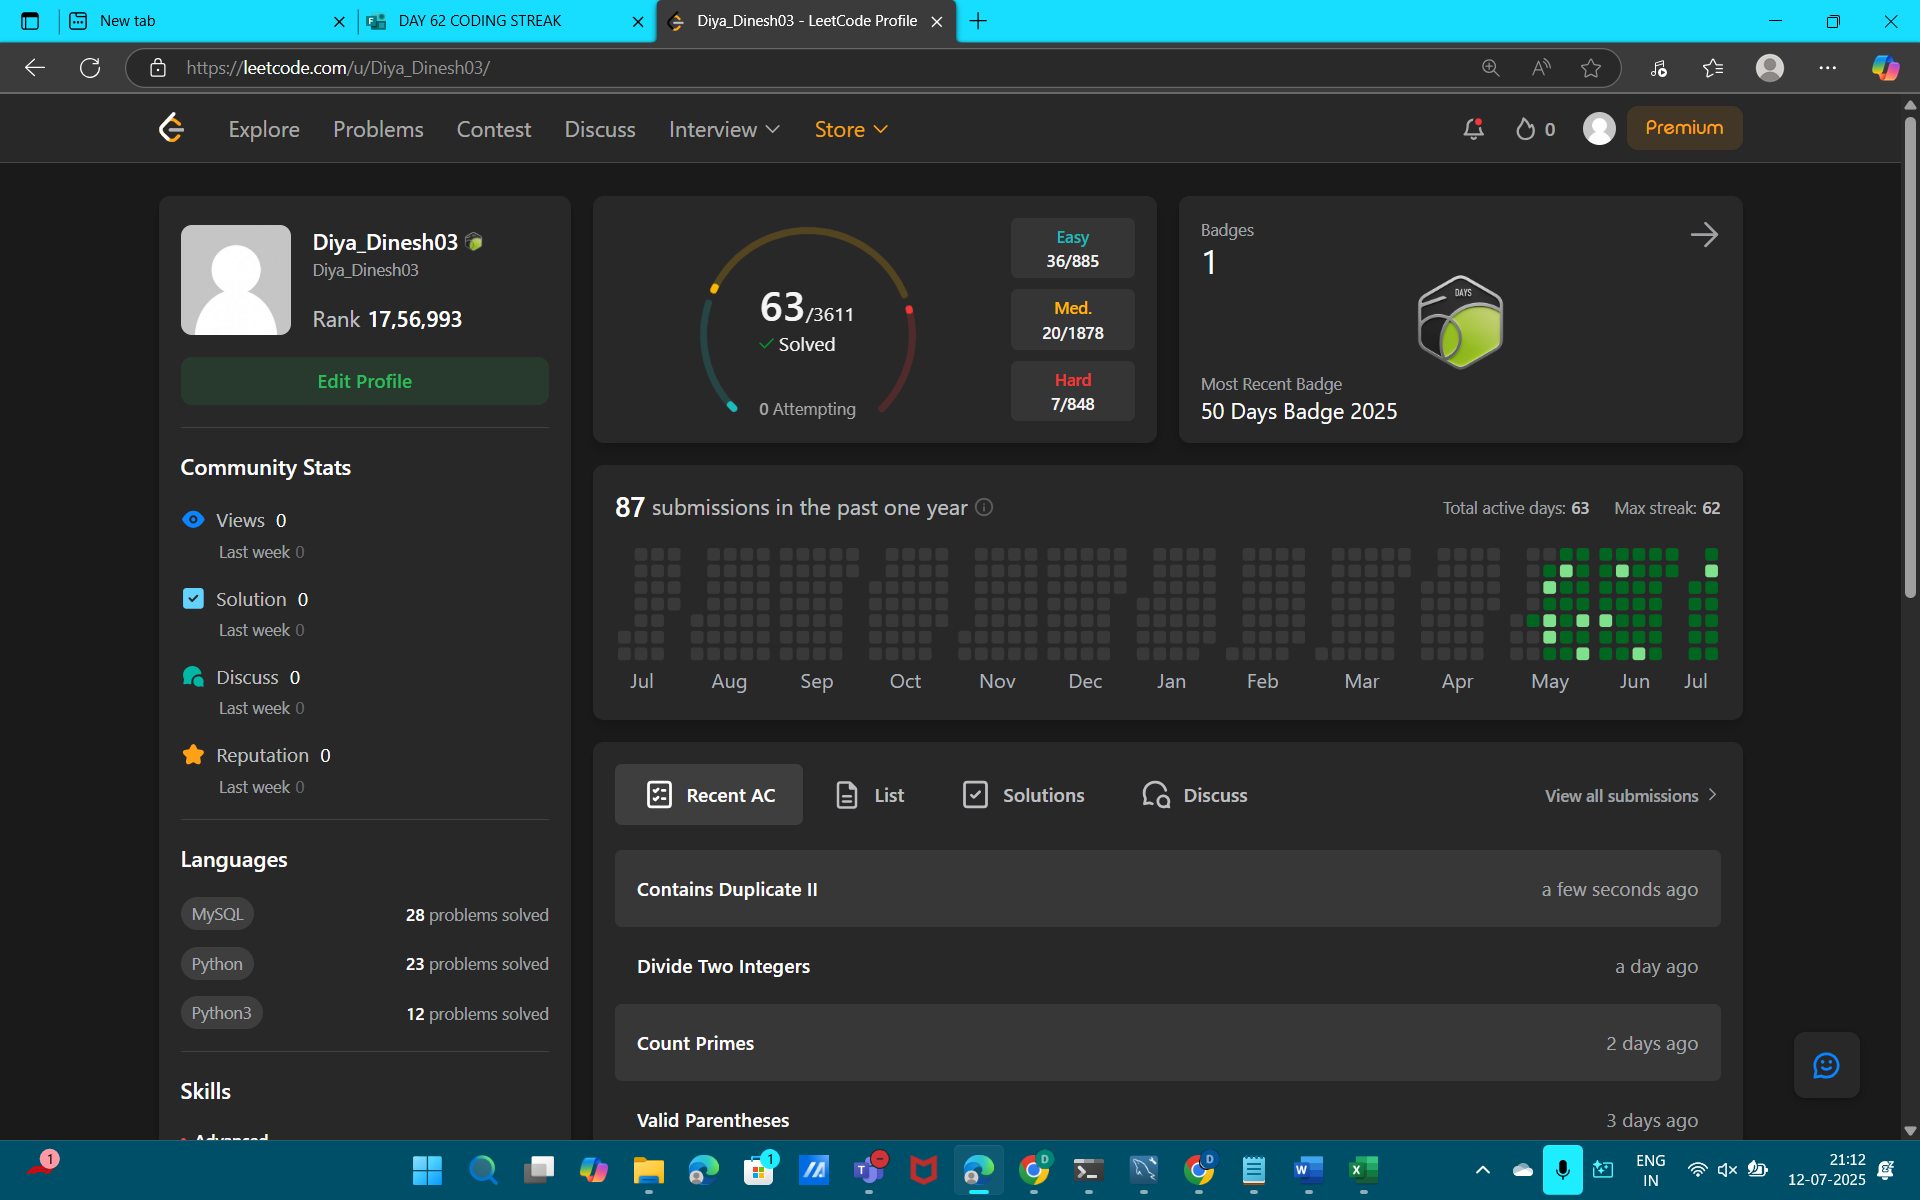 New tab
DAY 62 CODING STREAK
Diya_Dinesh03 - LeetCode Profile
https://leetcode.com/u/Diya_Dinesh03/
Explore
Problems
Contest
Discuss
Interview
Store
0
Premium
Diya_Dinesh03
Diya_Dinesh03
Rank 17,56,993
Edit Profile
Community Stats
Views 0
Last week 0
Solution 0
Last week 0
Discuss 0
Last week 0
Reputation 0
Last week 0
Languages
MySQL 28 problems solved
Python 23 problems solved
Python3 12 problems solved
Skills
Advanced
63/3611
Solved
0 Attempting
Easy
36/885
Med.
20/1878
Hard
7/848
Badges
1
DAYS
Most Recent Badge
50 Days Badge 2025
87 submissions in the past one year
Total active days: 63 Max streak: 62
Jul Aug Sep Oct Nov Dec Jan Feb Mar Apr May Jun Jul
Recent AC
List
Solutions
Discuss
View all submissions
Contains Duplicate II a few seconds ago
Divide Two Integers a day ago
Count Primes 2 days ago
Valid Parentheses 3 days ago
1
1
D
D
ENG
IN
21:12
12-07-2025